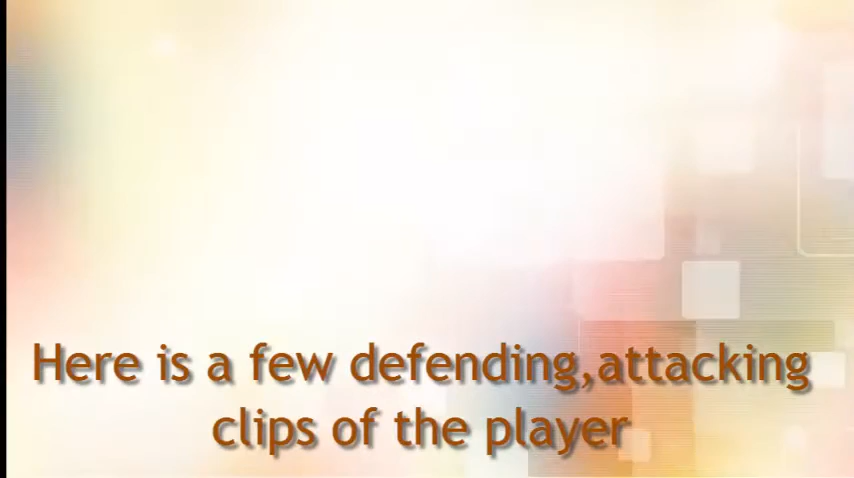 Here is a few defending,attacking
clips of the player